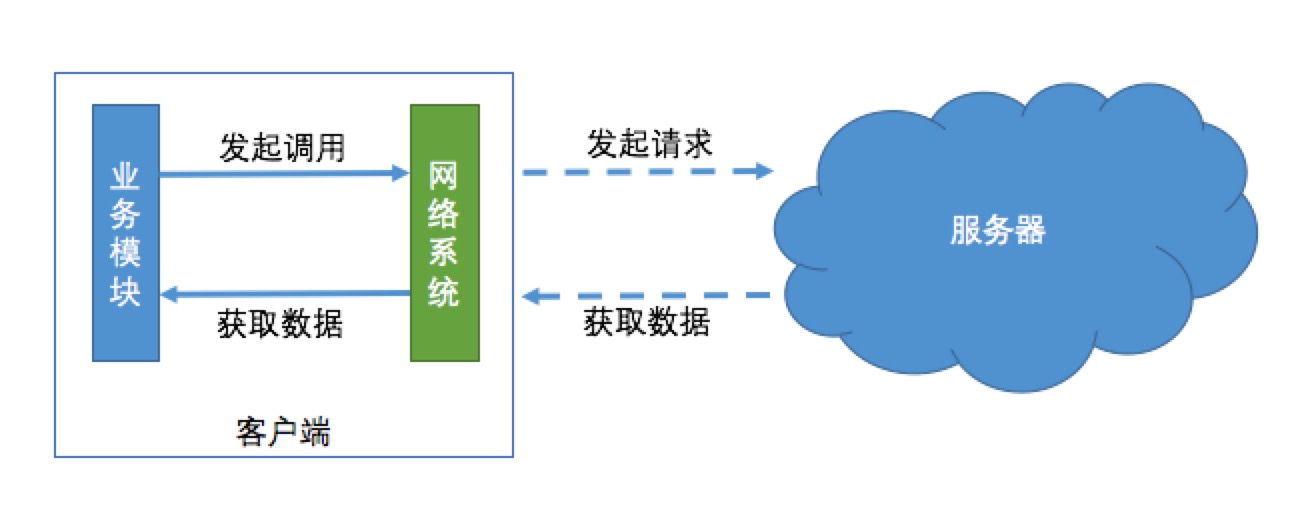 发起调用
发起请求
业务模块
网络系统
服务器
获取数据
获取数据
客户端